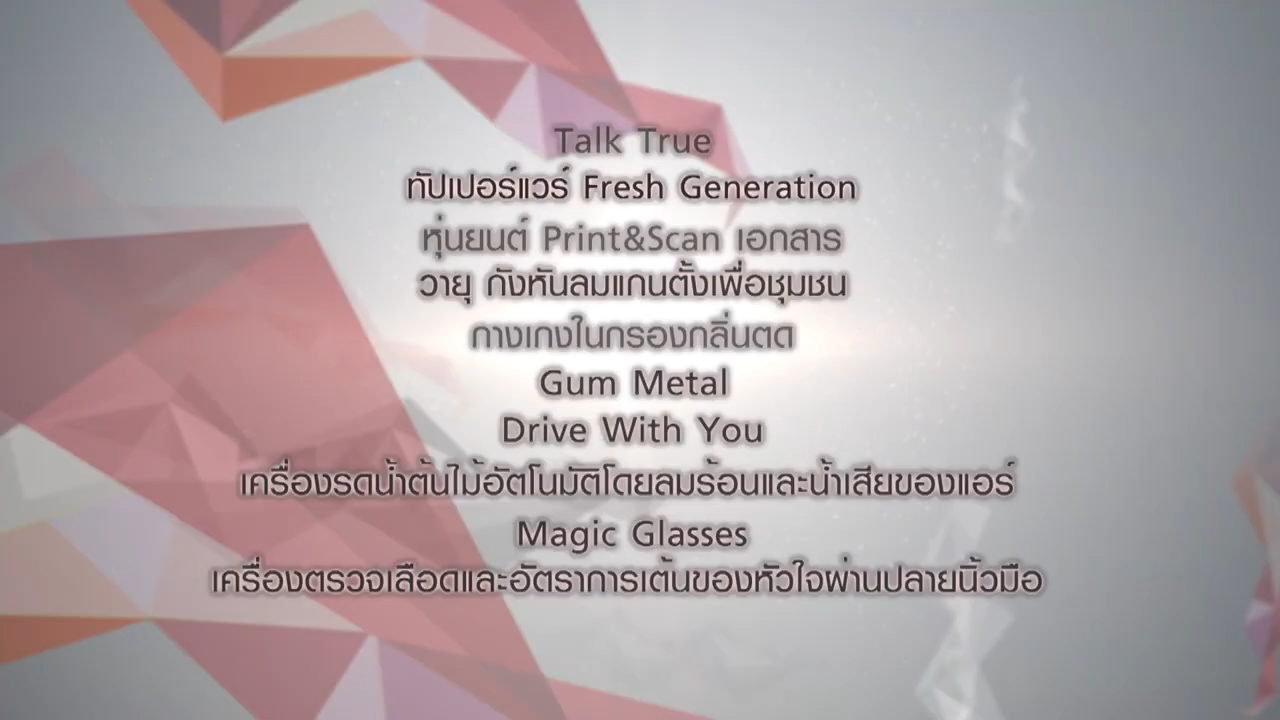 Talk True
ทัปเปอร์แวร์ Fresh Generation
หุ่นยนต์ Print&Scan เอกสาร
วายุ กังหันลมแกนตั้งเพื่อชุมชน
กางเกงในกรองกลิ่นตด
Gum Metal
Drive With You
เครื่องรดน้ำต้นไม้อัตโนมัติโดยลมร้อนและน้ำเสียของแอร์
Magic Glasses
เครื่องตรวจเลือดและอัตราการเต้นของหัวใจผ่านปลายนิ้วมือ